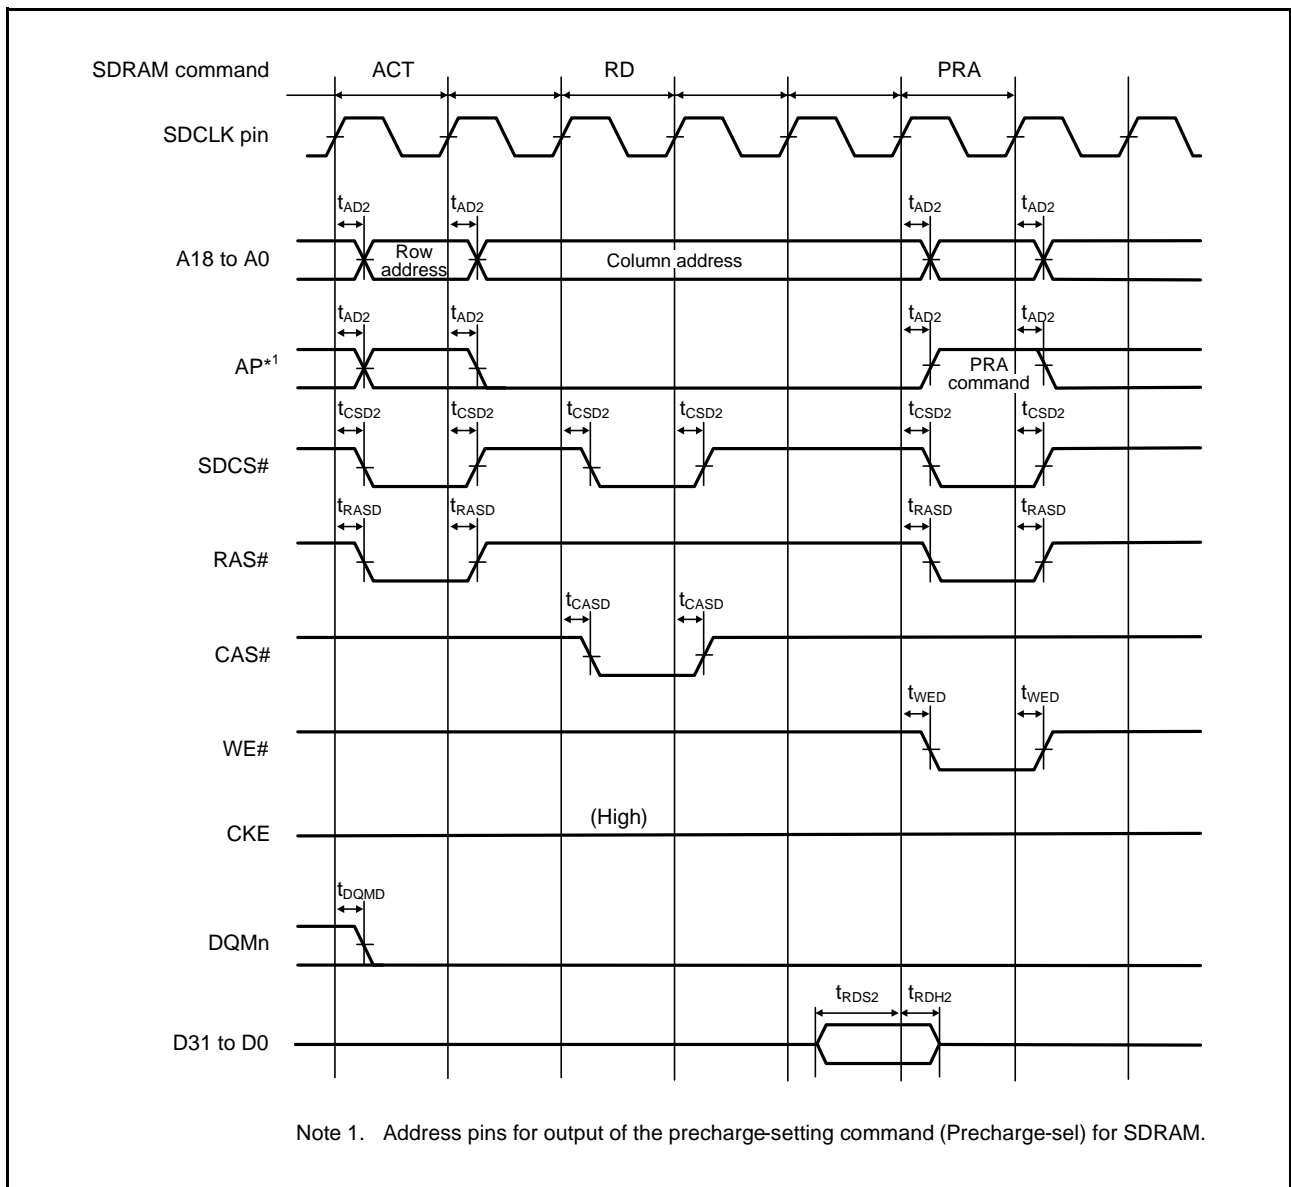 SDRAM command ACT RD PRA
SDCLK pin
tAD2 tAD2 tAD2 tAD2
A18 to A0 Row address Column address
tAD2 tAD2 tAD2 tAD2
AP*1 PRA command
tCSD2 tCSD2 tCSD2 tCSD2 tCSD2 tCSD2
SDCS#
tRASD tRASD tRASD tRASD
RAS#
tCASD tCASD
CAS#
tWED tWED
WE#
(High)
CKE
tDQMD
DQMn
tRDS2 tRDH2
D31 to D0
Note 1. Address pins for output of the precharge-setting command (Precharge-sel) for SDRAM.